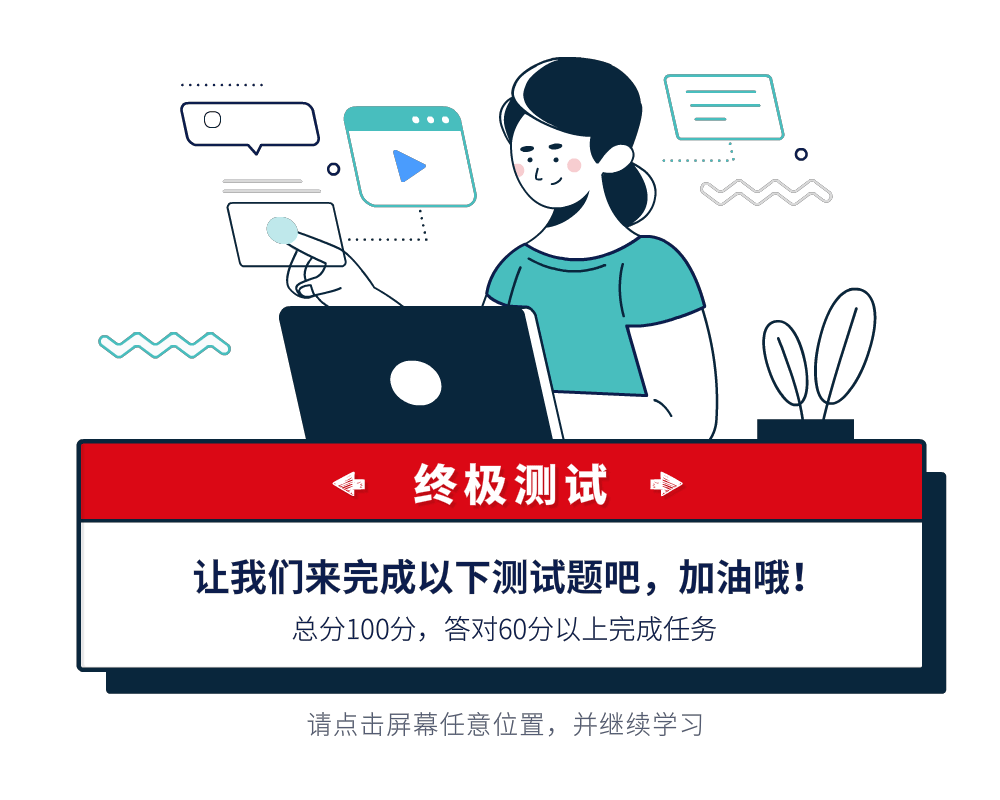 终极测试
让我们来完成以下测试题吧，加油哦！
总分100分，答对60分以上完成任务
请点击屏幕任意位置，并继续学习